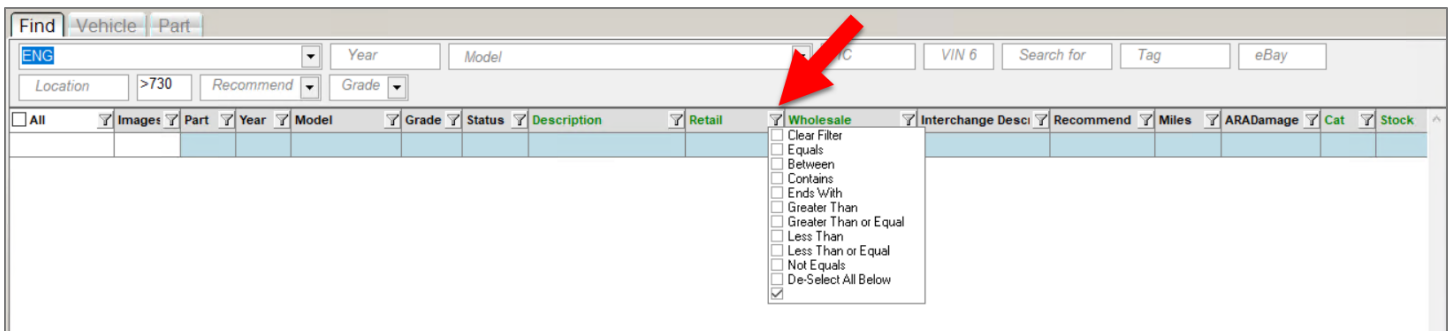 Find Vehicle Part
ENG Year Model VIN 6 Search for Tag eBay
Location >730 Recommend Grade
All Images Part Year Model Grade Status Description Retail Wholesale Interchange Descri Recommend Miles ARADamage Cat Stock
Clear Filter
Equals
Between
Contains
Ends With
Greater Than
Greater Than or Equal
Less Than
Less Than or Equal
Not Equals
De-Select All Below